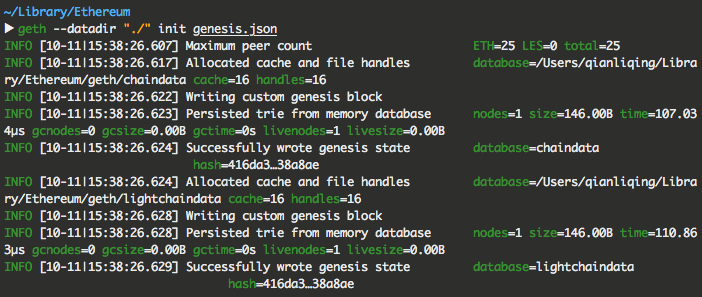 ~/Library/Ethereum
▶ geth --datadir "./" init genesis.json
INFO [10-11|15:38:26.607] Maximum peer count ETH=25 LES=0 total=25
INFO [10-11|15:38:26.617] Allocated cache and file handles database=/Users/qianliqing/Libra
ry/Ethereum/geth/chaindata cache=16 handles=16
INFO [10-11|15:38:26.622] Writing custom genesis block
INFO [10-11|15:38:26.623] Persisted trie from memory database nodes=1 size=146.00B time=107.03
4µs gcnodes=0 gcsize=0.00B gctime=0s livenodes=1 livesize=0.00B
INFO [10-11|15:38:26.624] Successfully wrote genesis state database=chaindata
hash=416da3…38a8ae
INFO [10-11|15:38:26.624] Allocated cache and file handles database=/Users/qianliqing/Libra
ry/Ethereum/geth/lightchaindata cache=16 handles=16
INFO [10-11|15:38:26.628] Writing custom genesis block
INFO [10-11|15:38:26.628] Persisted trie from memory database nodes=1 size=146.00B time=110.86
3µs gcnodes=0 gcsize=0.00B gctime=0s livenodes=1 livesize=0.00B
INFO [10-11|15:38:26.629] Successfully wrote genesis state database=lightchaindata
hash=416da3…38a8ae